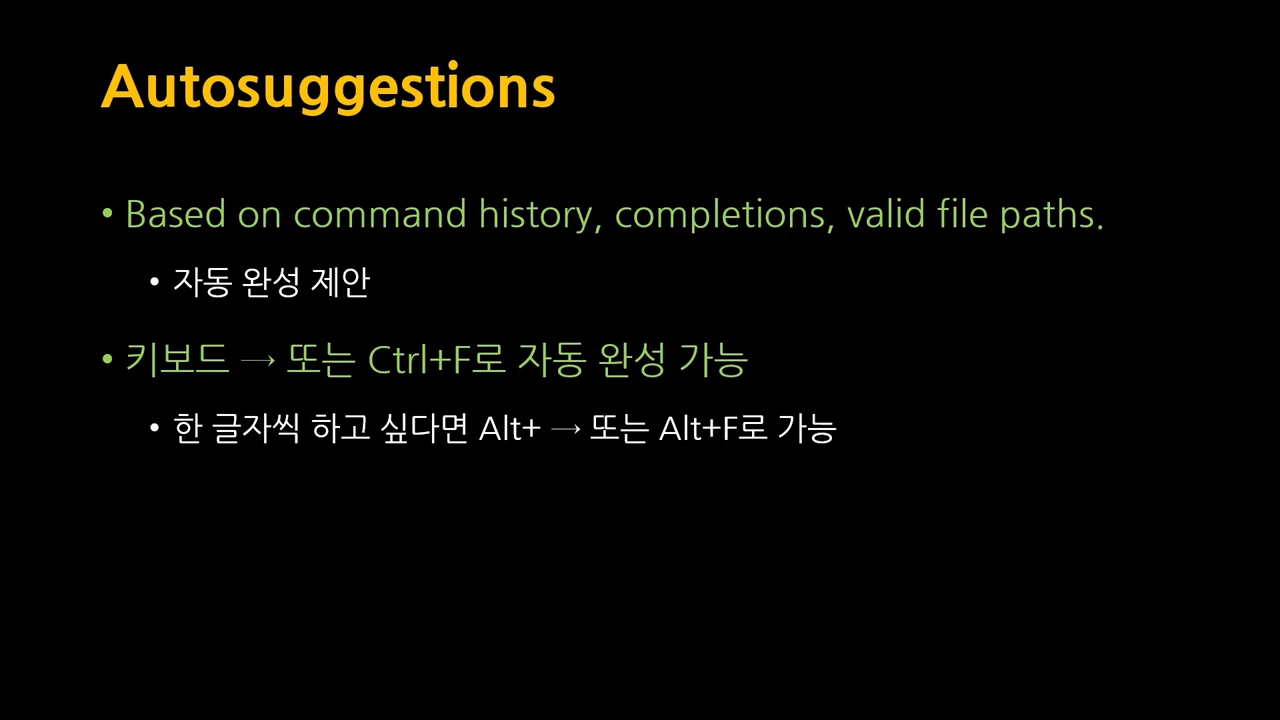 Autosuggestions
• Based on command history, completions, valid file paths.
• 자동 완성 제안
• 키보드 → 또는 Ctrl+F로 자동 완성 가능
• 한 글자씩 하고 싶다면 Alt+ → 또는 Alt+F로 가능